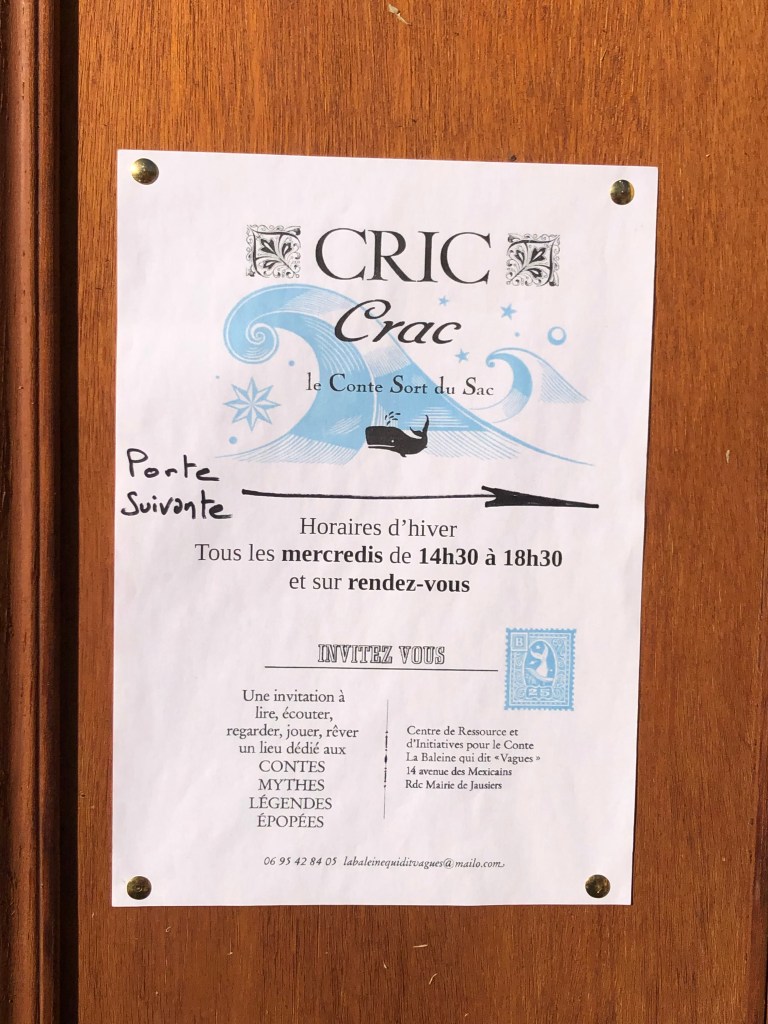 CRIC
Crac
le Conte Sort du Sac
Porte
Suivante
Horaires d'hiver
Tous les mercredis de 14h30 à 18h30
et sur rendez-vous
INVITEZ VOUS
B
25
Une invitation à
lire, écouter,
regarder, jouer, rêver
un lieu dédié aux
CONTES
MYTHES
LÉGENDES
ÉPOPÉES
Centre de Ressource et
d'Initiatives pour le Conte
La Baleine qui dit « Vagues »
14 avenue des Mexicains
Rdc Mairie de Jausiers
06 95 42 84 05 labaleinequiditvagues@mailo.com